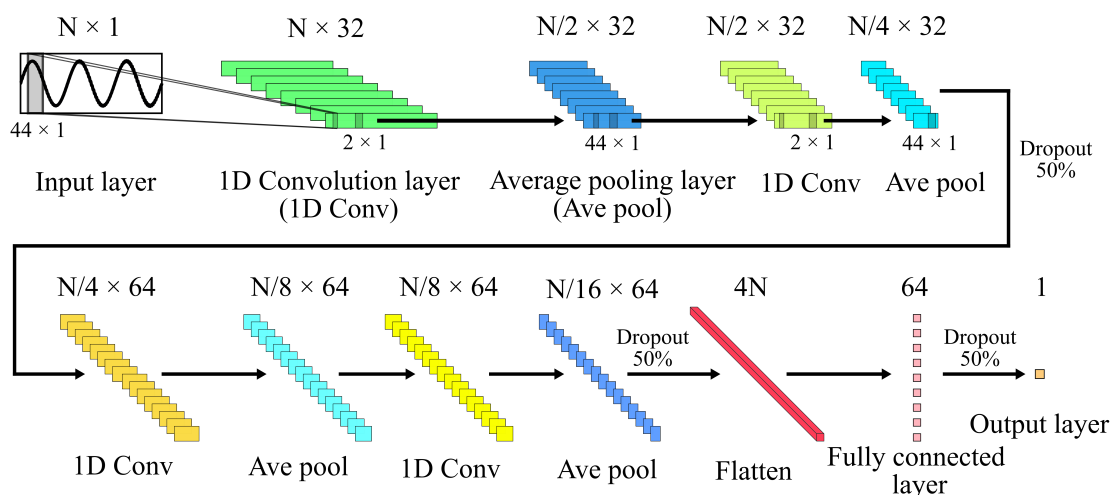 N × 1
N × 32
N/2 × 32
N/2 × 32
N/4 × 32
44 × 1
2 × 1
44 × 1
2 × 1
44 × 1
Dropout
50%
Input layer
1D Convolution layer
(1D Conv)
Average pooling layer
(Ave pool)
1D Conv
Ave pool
N/4 × 64
N/8 × 64
N/8 × 64
N/16 × 64
4N
64
1
Dropout
50%
Dropout
50%
1D Conv
Ave pool
1D Conv
Ave pool
Flatten
Fully connected
layer
Output layer